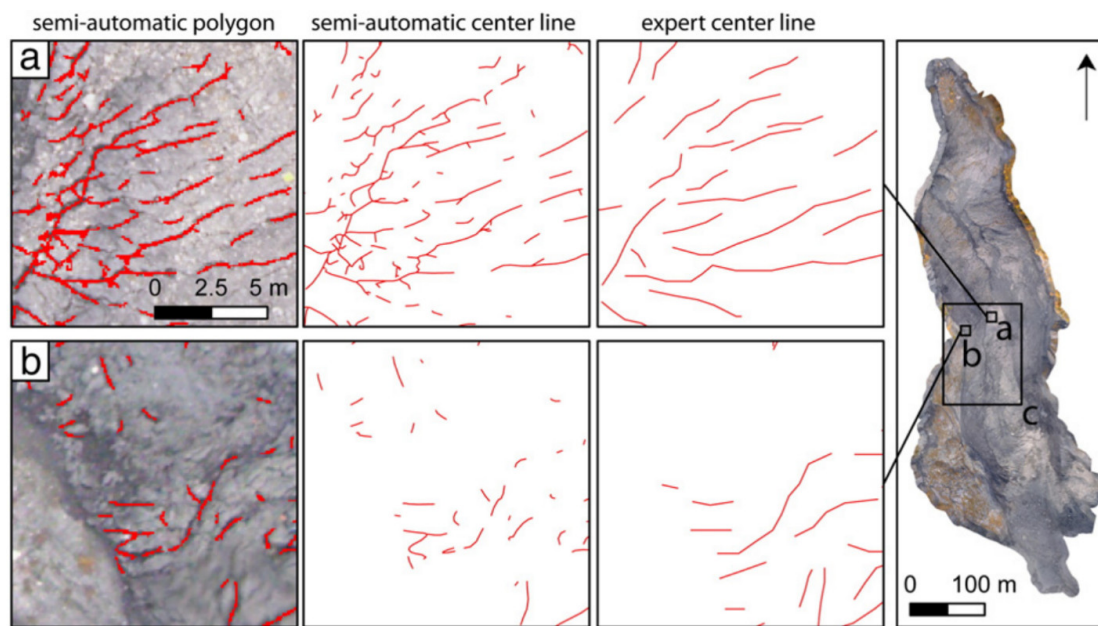 semi-automatic polygon semi-automatic center line expert center line
a
0 2.5 5 m
b
a
b
c
0 100 m